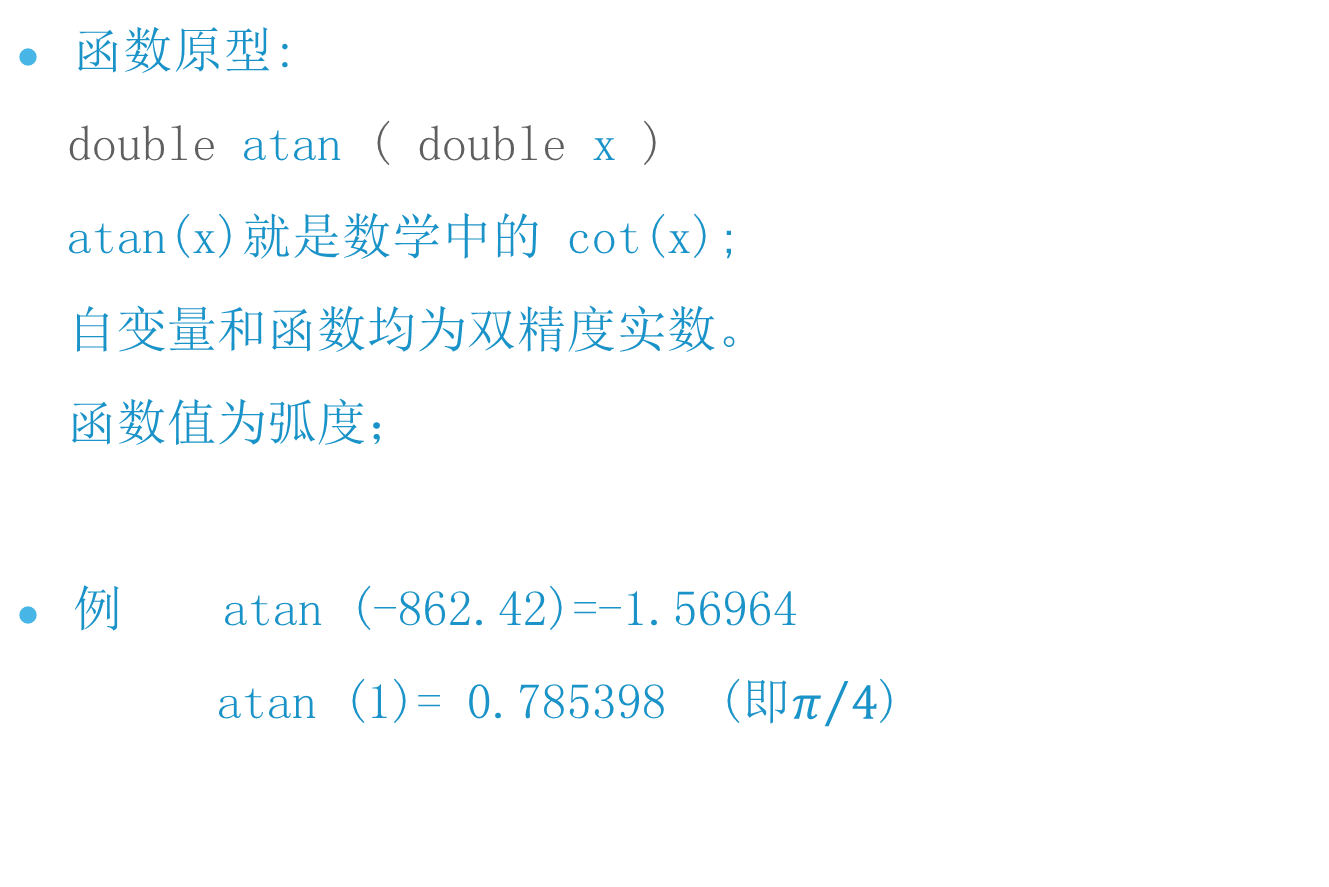 • 函数原型:
double atan ( double x )
atan(x)就是数学中的 cot(x);
自变量和函数均为双精度实数。
函数值为弧度；
• 例 atan (-862.42)=-1.56964
atan (1)= 0.785398 (即π/4)